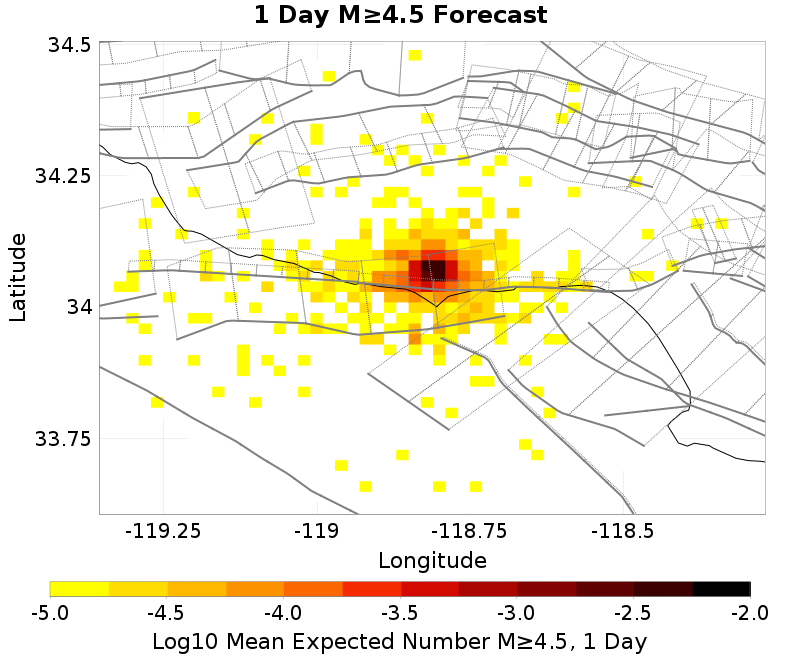 1 Day M≥4.5 Forecast
34.5
34.25
34
33.75
Latitude
-119.25 -119 -118.75 -118.5
Longitude
-5.0 -4.5 -4.0 -3.5 -3.0 -2.5 -2.0
Log10 Mean Expected Number M≥4.5, 1 Day